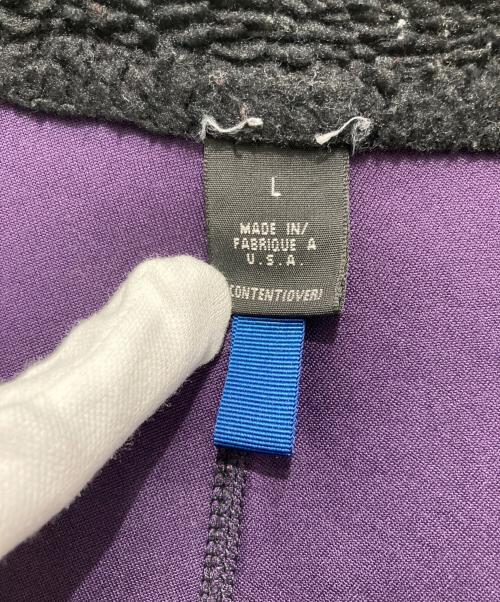 L
MADE IN/
FABRIQUE A
U.S.A.
(CONTENT(OVER)